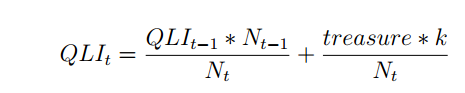 QLI_t = \frac{QLI_{t-1} * N_{t-1}}{N_t} + \frac{treasure * k}{N_t}